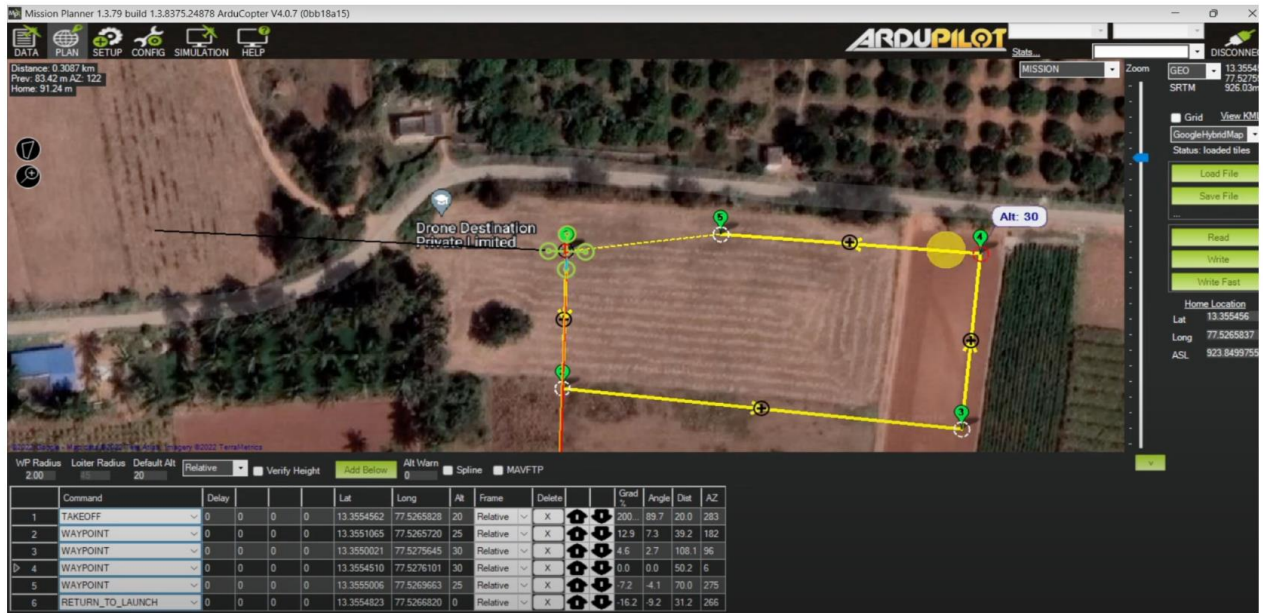 Mission Planner 1.3.79 build 1.3.8375.24878 ArduCopter V4.0.7 (0bb18a15)
DATA PLAN SETUP CONFIG SIMULATION HELP
ARDUPILOT
Stats...
DISCONNE
Distance: 0.3087 km
Prev: 83.42 m AZ: 122
Home: 91.24 m
MISSION
Zoom
GEO 13.3554
77.5275
SRTM 926.03m
Grid View KML
GoogleHybridMap
Status: loaded tiles
Load File
Save File
...
Read
Write
Write Fast
Home Location
Lat 13.355456
Long 77.5265837
ASL 923.8499755
Drone Destination
Private Limited
5
Alt: 30
4
3
WP Radius Loiter Radius Default Alt Alt Warn
2.00 45 20 Relative Verify Height Add Below 0 Spline MAVFTP
v
Command Delay Lat Long Alt Frame Delete Grad % Angle Dist AZ
1 TAKEOFF 0 0 0 0 13.3554562 77.5265828 20 Relative X 200... 89.7 20.0 283
2 WAYPOINT 0 0 0 0 13.3551065 77.5265720 25 Relative X 12.9 7.3 39.2 182
3 WAYPOINT 0 0 0 0 13.3550021 77.5275645 30 Relative X 4.6 2.7 108.1 96
4 WAYPOINT 0 0 0 0 13.3554510 77.5276101 30 Relative X 0.0 0.0 50.2 6
5 WAYPOINT 0 0 0 0 13.3555006 77.5269663 25 Relative X -7.2 -4.1 70.0 275
6 RETURN_TO_LAUNCH 0 0 0 0 13.3554823 77.5266820 0 Relative X -16.2 -9.2 31.2 266